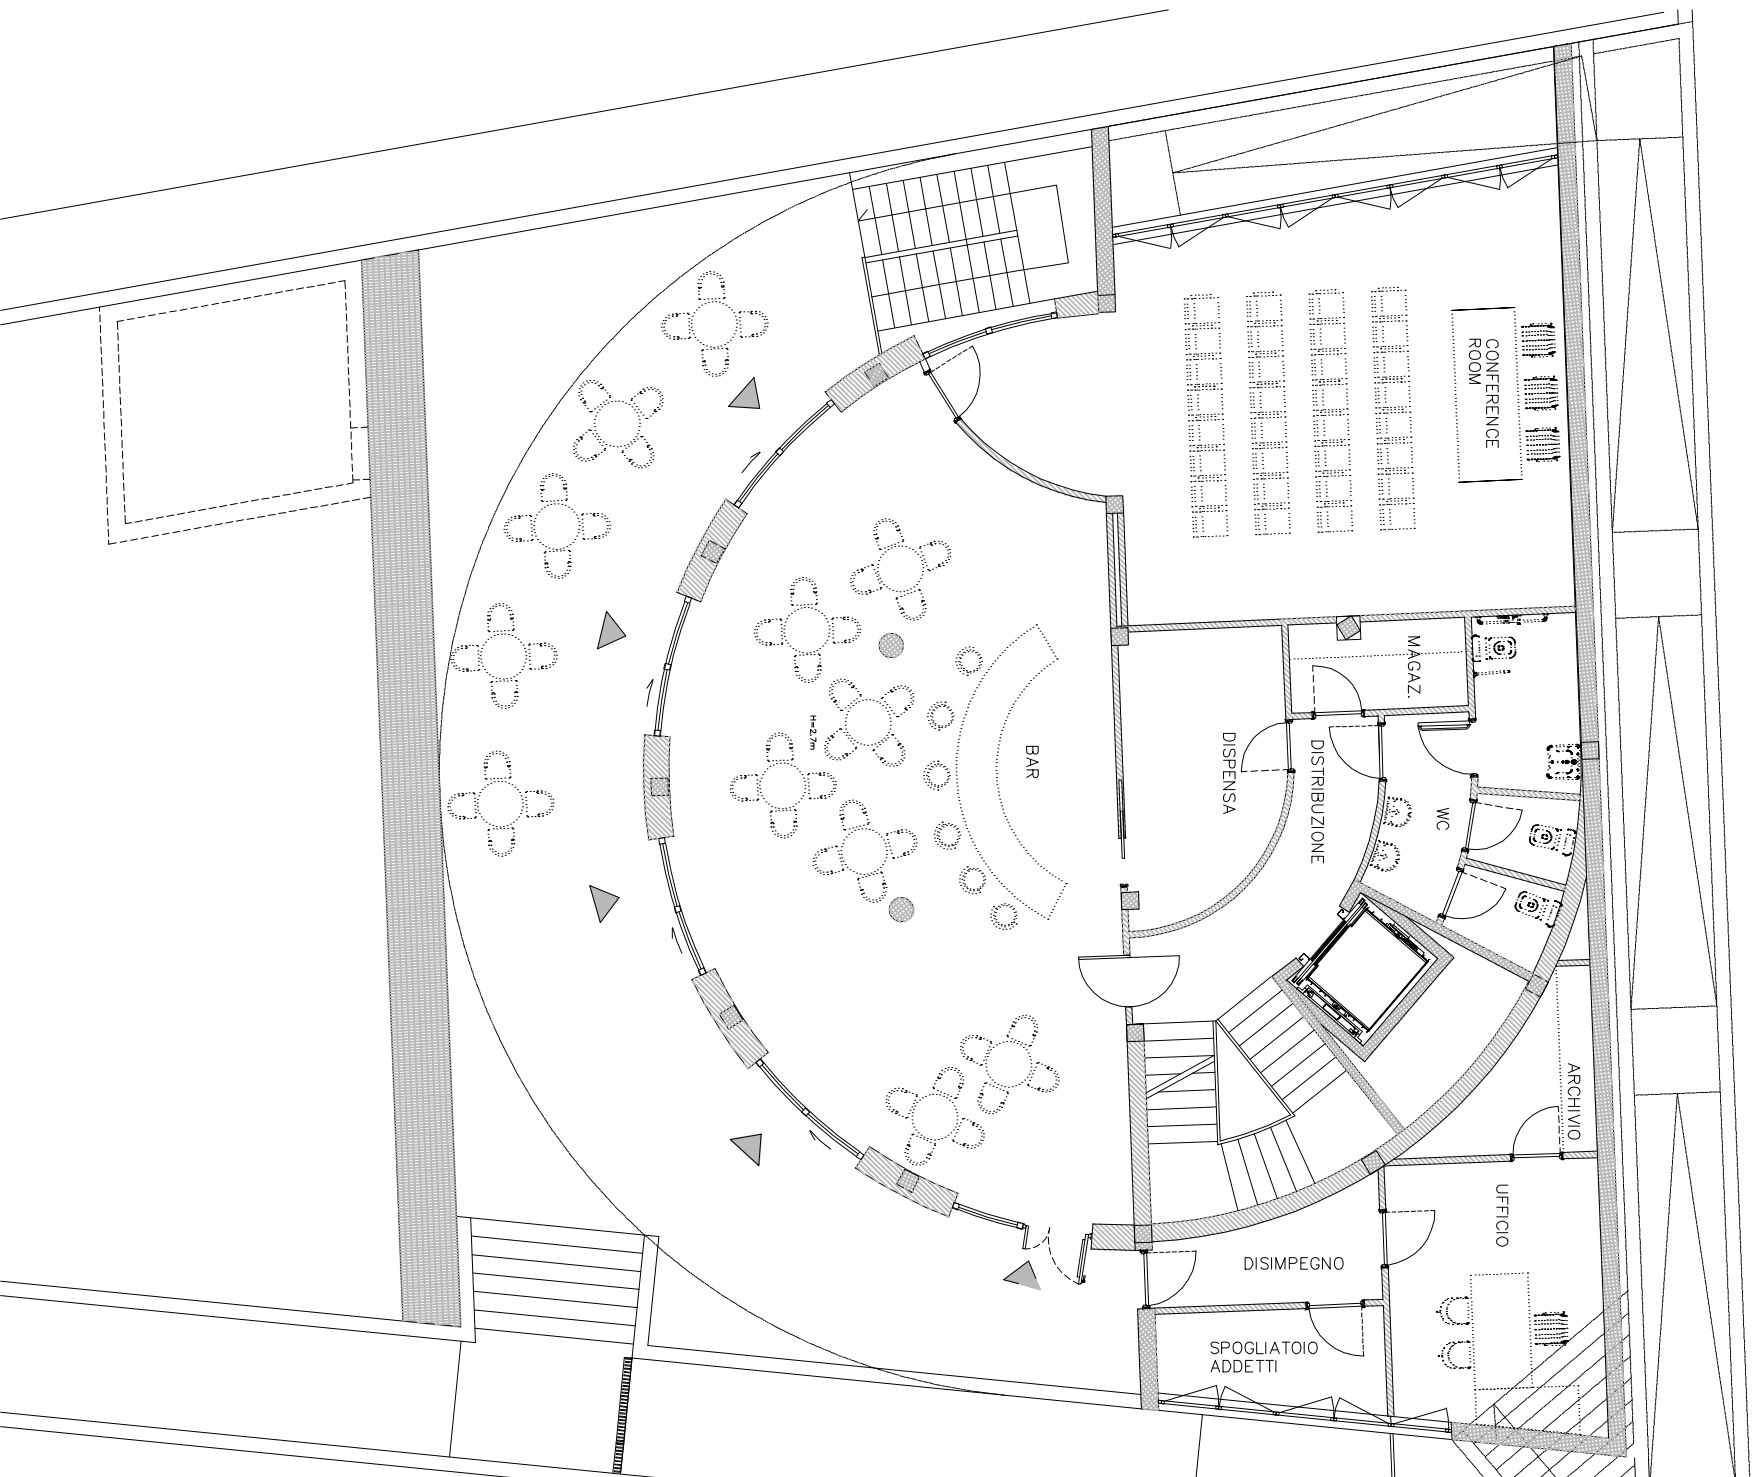 CONFERENCE
ROOM
MAGAZ.
H=2.7m
BAR
DISPENSA
DISTRIBUZIONE
WC
ARCHIVIO
UFFICIO
DISIMPEGNO
SPOGLIATOIO
ADDETTI